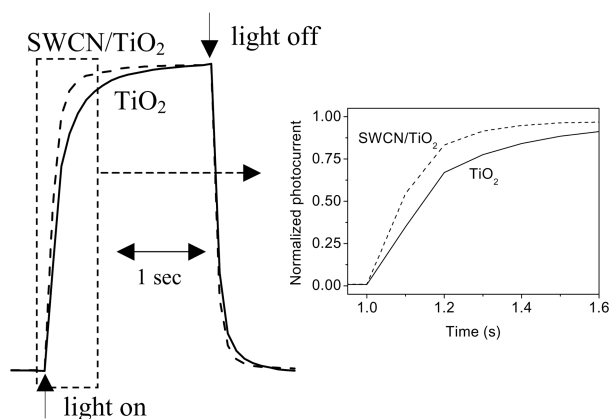 SWCN/TiO₂
light off
TiO₂
1 sec
light on
Normalized photocurrent
1.00
0.75
0.50
0.25
0.00
SWCN/TiO₂
TiO₂
1.0 1.2 1.4 1.6
Time (s)